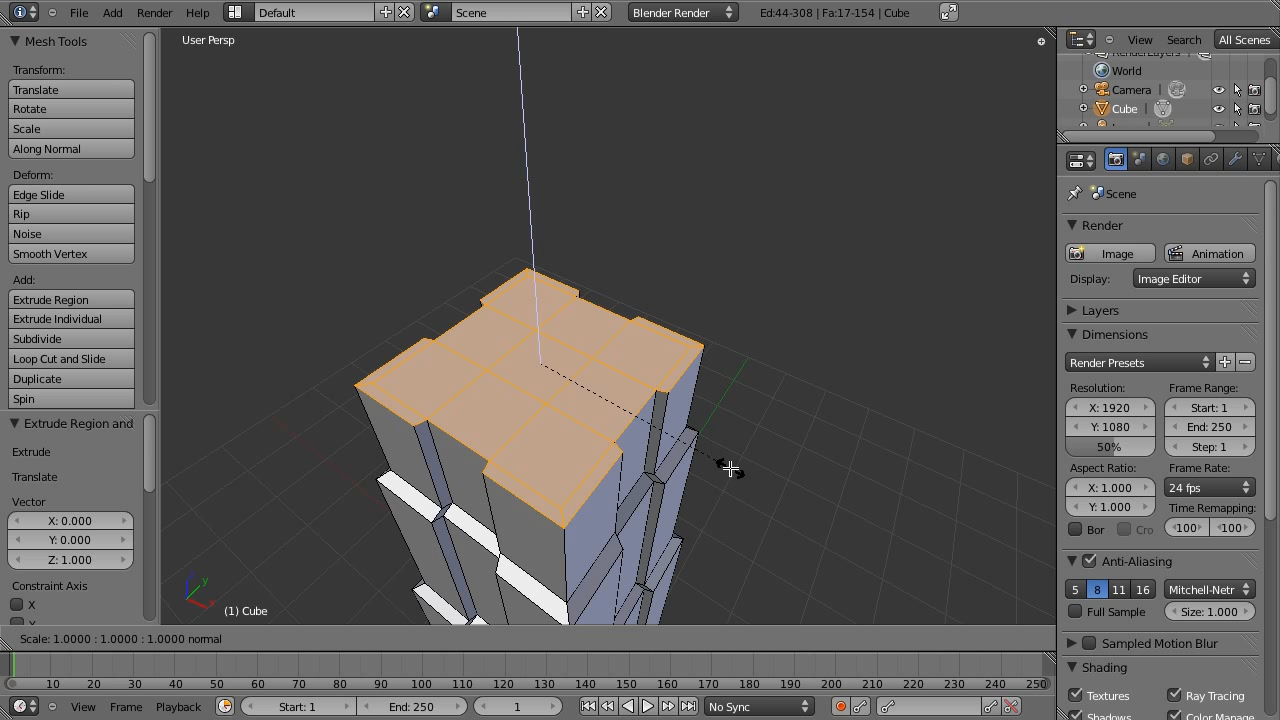 File Add Render Help Default Scene Blender Render Ed:44-308 | Fa:17-154 | Cube
Mesh Tools
Transform:
Translate
Rotate
Scale
Along Normal
Deform:
Edge Slide
Rip
Noise
Smooth Vertex
Add:
Extrude Region
Extrude Individual
Subdivide
Loop Cut and Slide
Duplicate
Spin
Extrude Region and
Extrude
Translate
Vector
X: 0.000
Y: 0.000
Z: 1.000
Constraint Axis
X
User Persp
(1) Cube
Scale: 1.0000 : 1.0000 : 1.0000 normal
10 20 30 40 50 60 70 80 90 100 110 120 130 140 150 160 170 180 190 200 210 220 230 240 250
View Frame Playback Start: 1 End: 250 1 No Sync
View Search All Scenes
RenderLayers
World
Camera
Cube
Scene
Render
Image Animation
Display: Image Editor
Layers
Dimensions
Render Presets
Resolution: Frame Range:
X: 1920 Start: 1
Y: 1080 End: 250
50% Step: 1
Aspect Ratio: Frame Rate:
X: 1.000 24 fps
Y: 1.000 Time Remapping:
Bor Cro 100 100
Anti-Aliasing
5 8 11 16 Mitchell-Netr
Full Sample Size: 1.000
Sampled Motion Blur
Shading
Textures Ray Tracing
Shadows Color Manage